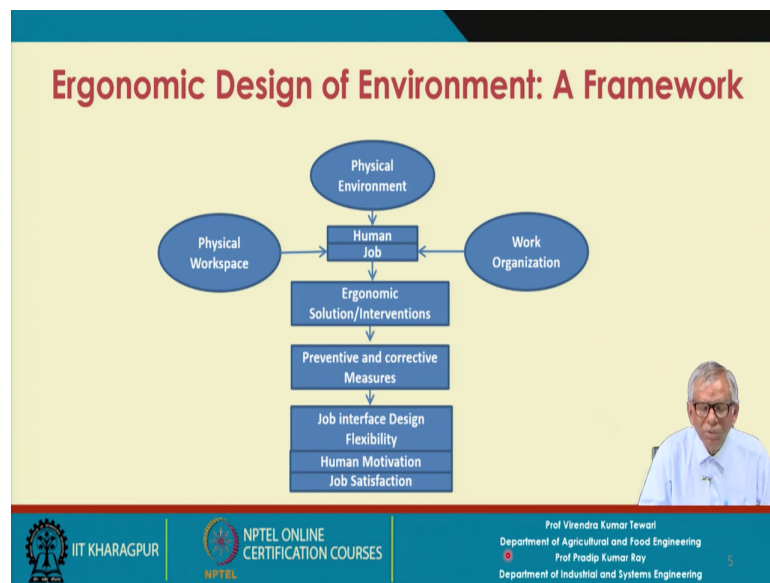 Ergonomic Design of Environment: A Framework
Physical
Environment
Physical
Workspace
Human
Job
Work
Organization
Ergonomic
Solution/Interventions
Preventive and corrective
Measures
Job interface Design
Flexibility
Human Motivation
Job Satisfaction
IIT KHARAGPUR
NPTEL
NPTEL ONLINE
CERTIFICATION COURSES
Prof Virendra Kumar Tewari
Department of Agricultural and Food Engineering
Prof Pradip Kumar Ray
Department of Industrial and Systems Engineering
5